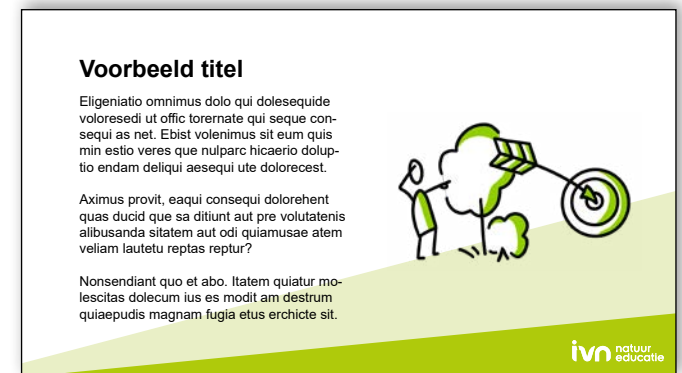 Voorbeeld titel
Eligeniatio omnimus dolo qui dolesequide
voloresedi ut offic torernate qui seque con-
sequi as net. Ebist volenimus sit eum quis
min estio veres que nulparc hicaerio dolup-
tio endam deliqui aesequi ute dolorecest.
Aximus provit, eaqui consequi dolorehent
quas ducid que sa ditiunt aut pre volutatenis
alibusanda sitatem aut odi quiamusae atem
veliam lautetu reptas reptur?
Nonsendiant quo et abo. Itatem quiatur mo-
lescitas dolecum ius es modit am destrum
quiaepudis magnam fugia etus erchicte sit.
ivn natuur
educatie